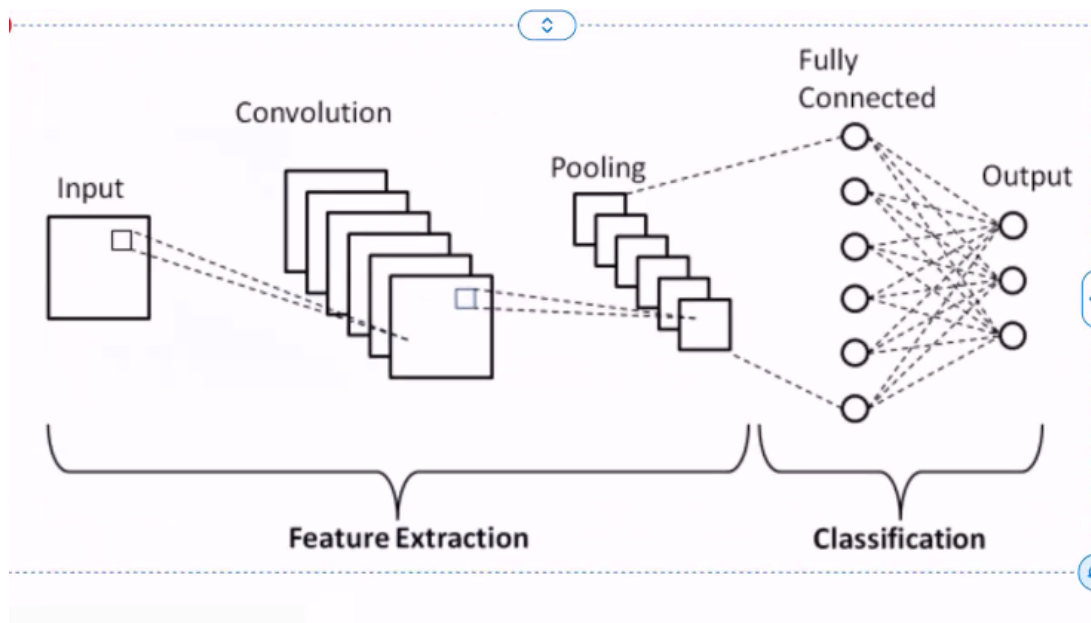 Input
Convolution
Pooling
Fully
Connected
Output
Feature Extraction
Classification